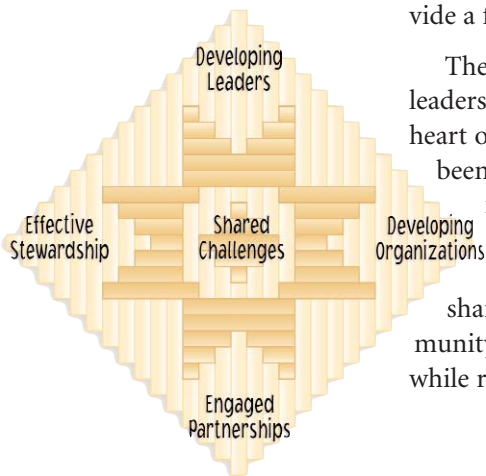 Developing
Leaders
Effective
Stewardship
Shared
Challenges
Developing
Organizations
Engaged
Partnerships
vide a f
The
leaders
heart o
been
shar
munity
while r